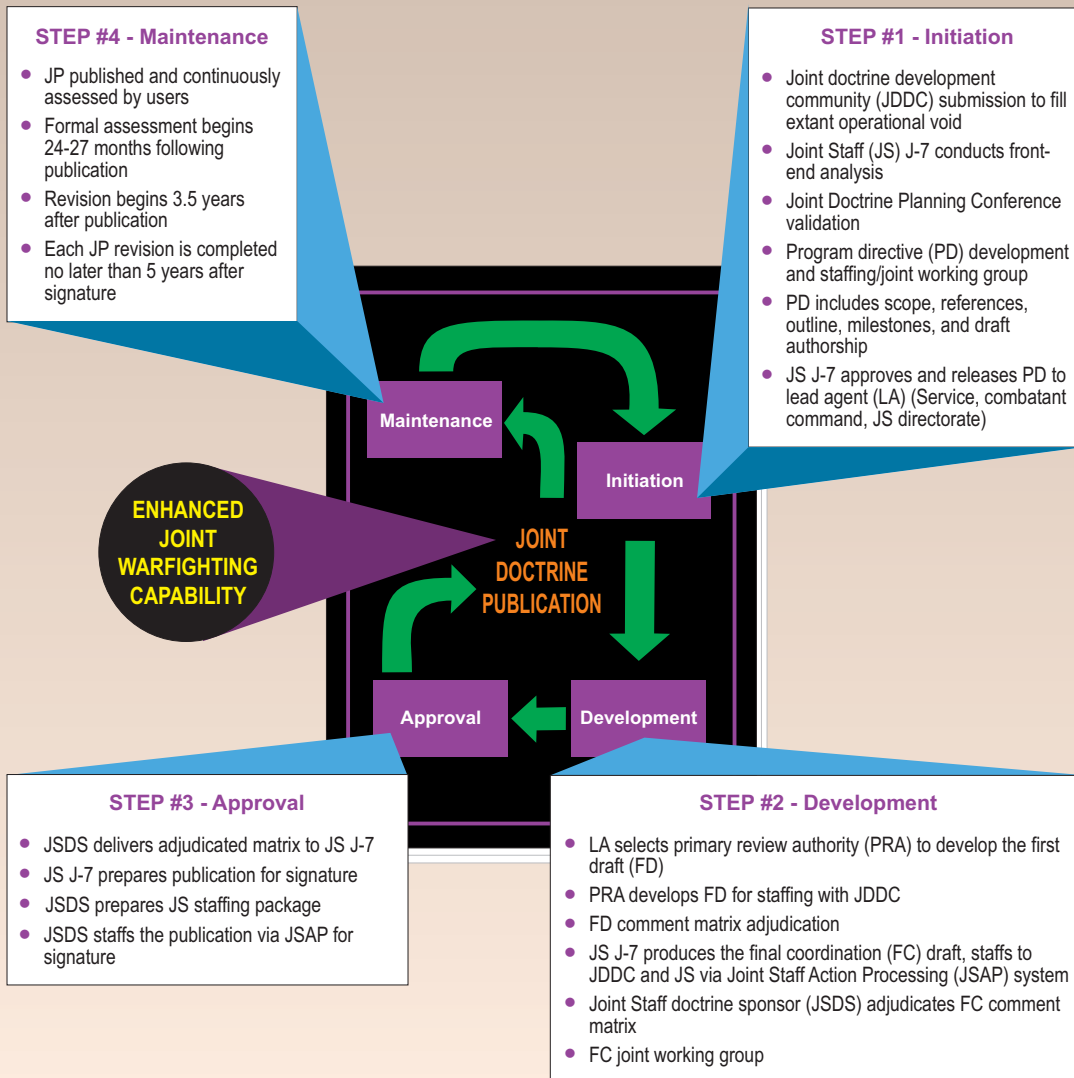 STEP #4 - Maintenance
• JP published and continuously
assessed by users
• Formal assessment begins
24-27 months following
publication
• Revision begins 3.5 years
after publication
• Each JP revision is completed
no later than 5 years after
signature
STEP #1 - Initiation
• Joint doctrine development
community (JDDC) submission to fill
extant operational void
• Joint Staff (JS) J-7 conducts front-
end analysis
• Joint Doctrine Planning Conference
validation
• Program directive (PD) development
and staffing/joint working group
• PD includes scope, references,
outline, milestones, and draft
authorship
• JS J-7 approves and releases PD to
lead agent (LA) (Service, combatant
command, JS directorate)
Maintenance
Initiation
ENHANCED
JOINT
WARFIGHTING
CAPABILITY
JOINT
DOCTRINE
PUBLICATION
Approval
Development
STEP #3 - Approval
• JSDS delivers adjudicated matrix to JS J-7
• JS J-7 prepares publication for signature
• JSDS prepares JS staffing package
• JSDS staffs the publication via JSAP for
signature
STEP #2 - Development
• LA selects primary review authority (PRA) to develop the first
draft (FD)
• PRA develops FD for staffing with JDDC
• FD comment matrix adjudication
• JS J-7 produces the final coordination (FC) draft, staffs to
JDDC and JS via Joint Staff Action Processing (JSAP) system
• Joint Staff doctrine sponsor (JSDS) adjudicates FC comment
matrix
• FC joint working group